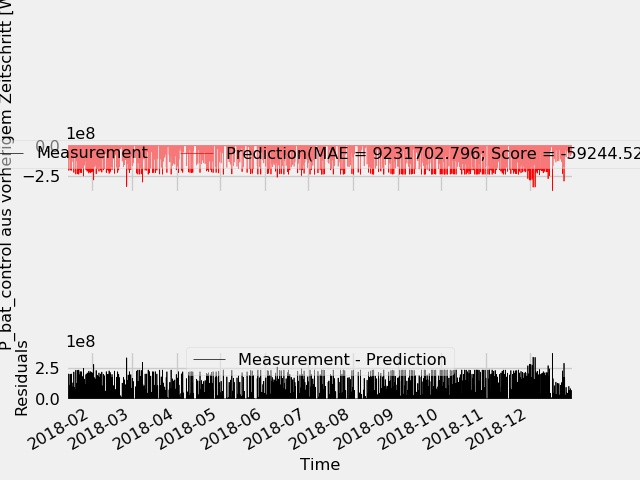 P_bat_control aus vorherigem Zeitschritt [W
1e8
0.0
Measurement
Prediction(MAE = 9231702.796; Score = -59244.52
−2.5
1e8
Residuals
Measurement - Prediction
2.5
0.0
2018-02
2018-03
2018-04
2018-05
2018-06
2018-07
2018-08
2018-09
2018-10
2018-11
2018-12
Time